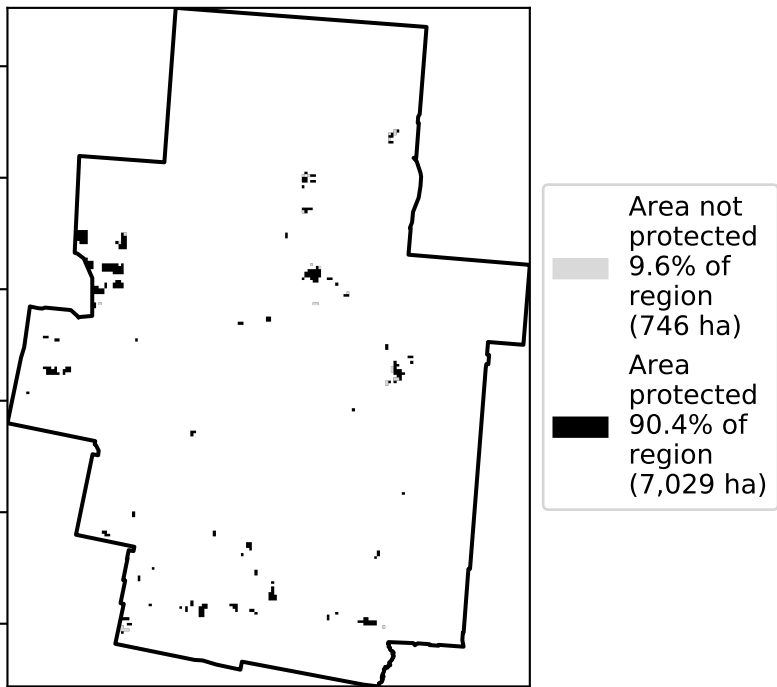 Area not
protected
9.6% of
region
(746 ha)
Area
protected
90.4% of
region
(7,029 ha)